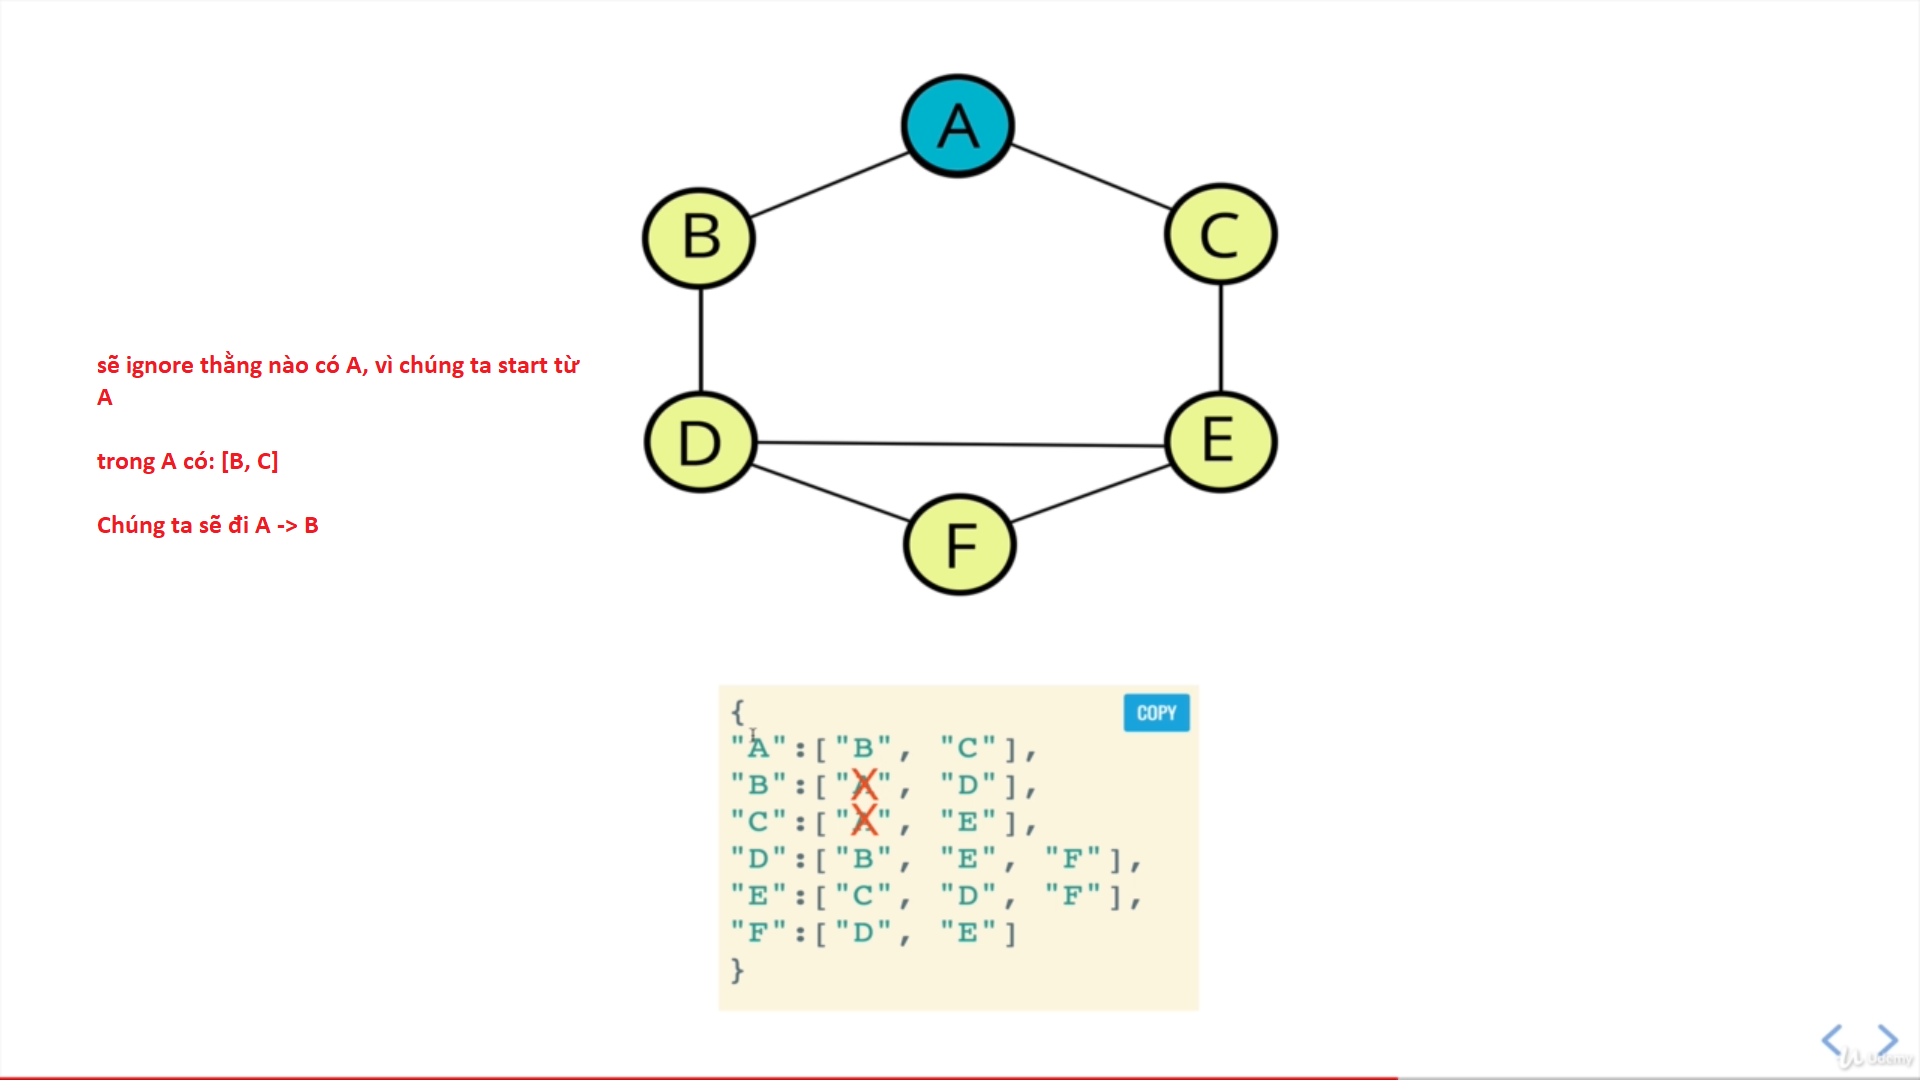 A
B
C
sẽ ignore thằng nào có A, vì chúng ta start từ
A
trong A có: [B, C]
Chúng ta sẽ đi A -> B
D
E
F
COPY
{
"A":["B", "C"],
"B":["A", "D"],
"C":["A", "E"],
"D":["B", "E", "F"],
"E":["C", "D", "F"],
"F":["D", "E"]
}
Udemy